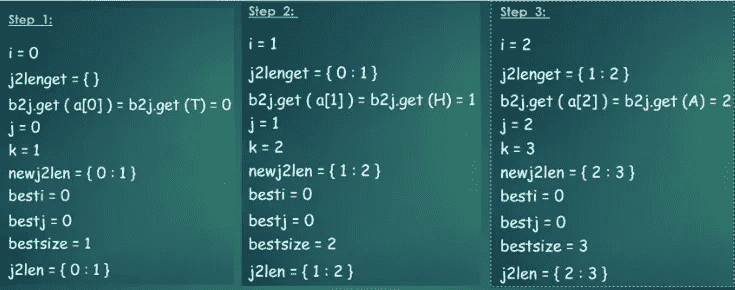 Step 1:
i = 0
j2lenget = { }
b2j.get ( a[0] ) = b2j.get (T) = 0
j = 0
k = 1
newj2len = { 0 : 1 }
besti = 0
bestj = 0
bestsize = 1
j2len = { 0 : 1 }
Step 2:
i = 1
j2lenget = { 0 : 1 }
b2j.get ( a[1] ) = b2j.get (H) = 1
j = 1
k = 2
newj2len = { 1 : 2 }
besti = 0
bestj = 0
bestsize = 2
j2len = { 1 : 2 }
Step 3:
i = 2
j2lenget = { 1 : 2 }
b2j.get ( a[2] ) = b2j.get (A) = 2
j = 2
k = 3
newj2len = { 2 : 3 }
besti = 0
bestj = 0
bestsize = 3
j2len = { 2 : 3 }